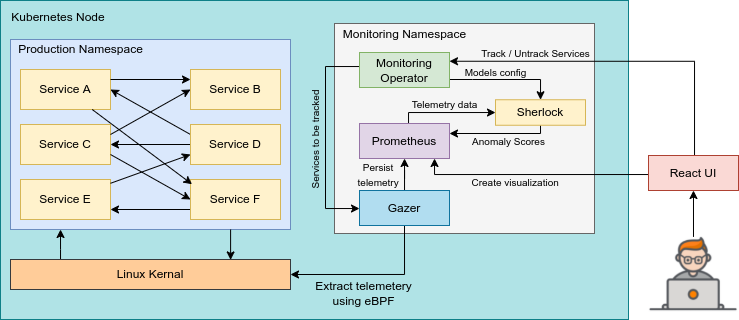 Kubernetes Node
Production Namespace
Service A
Service B
Service C
Service D
Service E
Service F
Linux Kernal
Monitoring Namespace
Monitoring
Operator
Track / Untrack Services
Models config
Sherlock
Telemetry data
Prometheus
Anomaly Scores
Services to be tracked
Persist
telemetry
Create visualization
Gazer
Extract telemetery
using eBPF
React UI